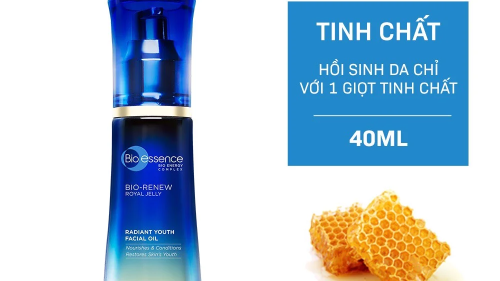 TINH CHẤT
HỒI SINH DA CHỈ
VỚI 1 GIỌT TINH CHẤT
40ML
Bio essence
BIO ENERGY
COMPLEX
BIO-RENEW
ROYAL JELLY
RADIANT YOUTH
FACIAL OIL
Nourishes & Conditions
Restores Skin's Youth